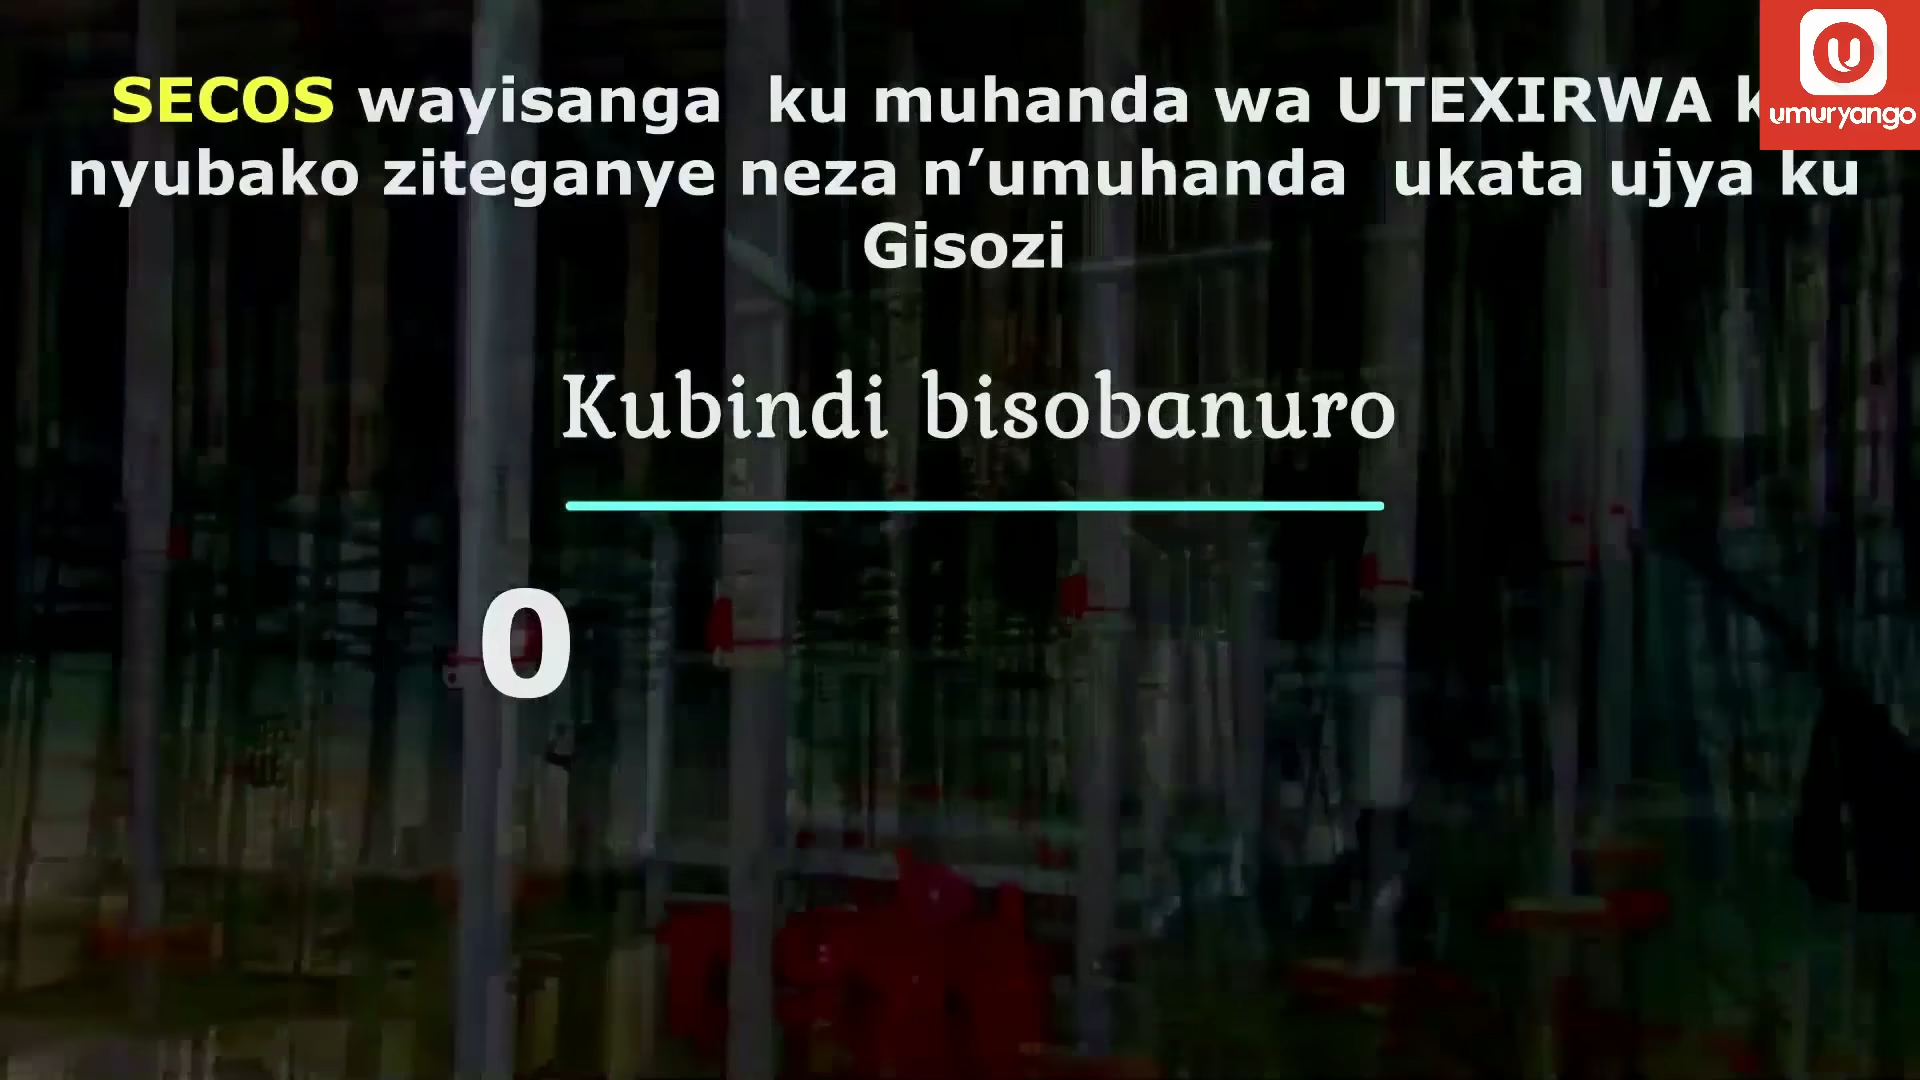 SECOS wayisanga ku muhanda wa UTEXIRWA
nyubako ziteganye neza n’umuhanda ukata ujya ku
Gisozi
Kubindi bisobanuro
0
umuryango